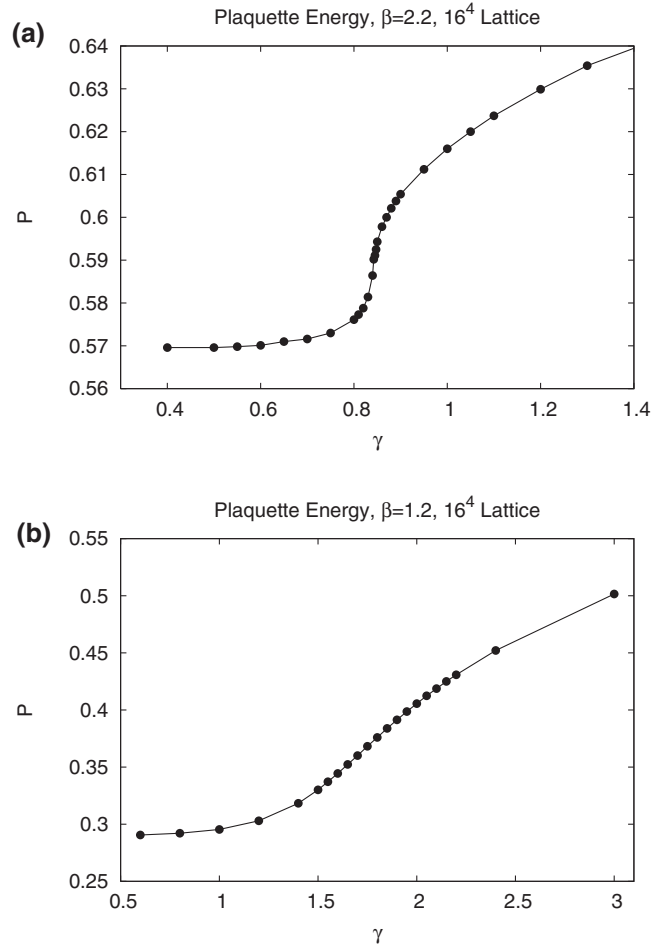 Plaquette Energy, β=2.2, 16⁴ Lattice
(a)
0.64
0.63
0.62
0.61
0.6
0.59
0.58
0.57
0.56
P
0.4 0.6 0.8 1 1.2 1.4
γ
Plaquette Energy, β=1.2, 16⁴ Lattice
(b)
0.55
0.5
0.45
0.4
0.35
0.3
0.25
P
0.5 1 1.5 2 2.5 3
γ